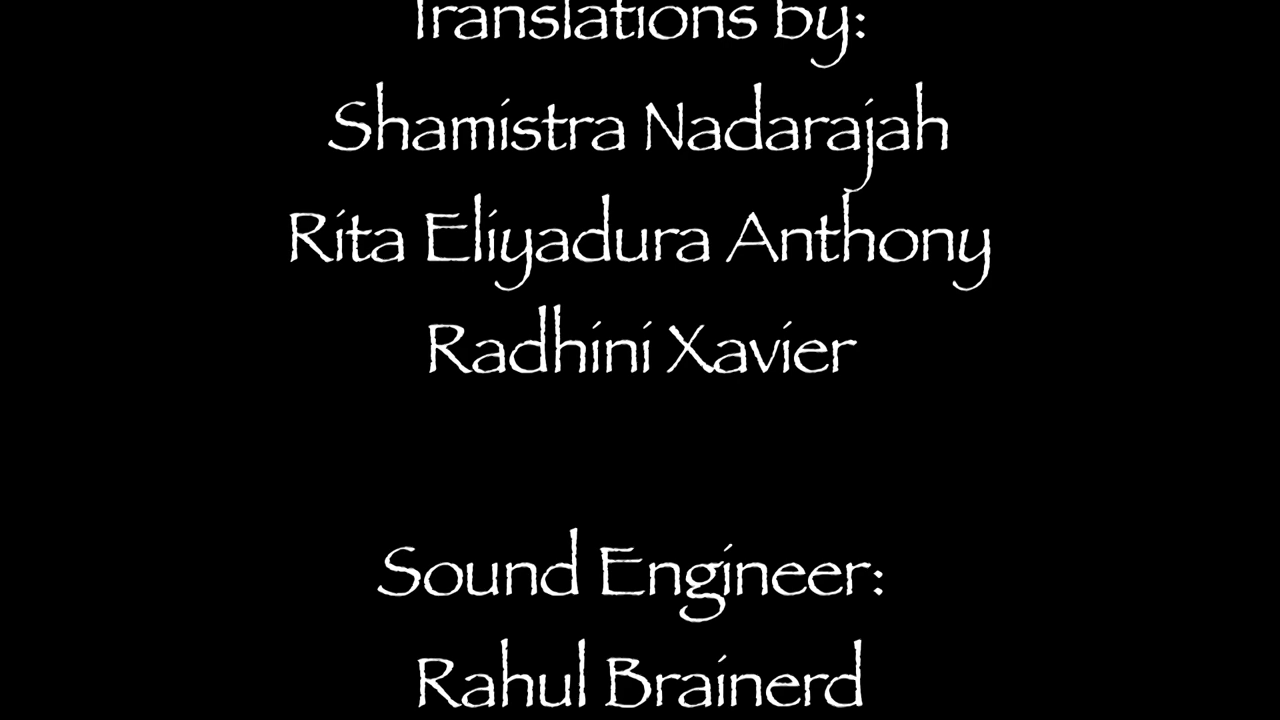 Translations by:
Shamistra Nadarajah
Rita Eliyadura Anthony
Radhini Xavier
Sound Engineer:
Rahul Brainerd